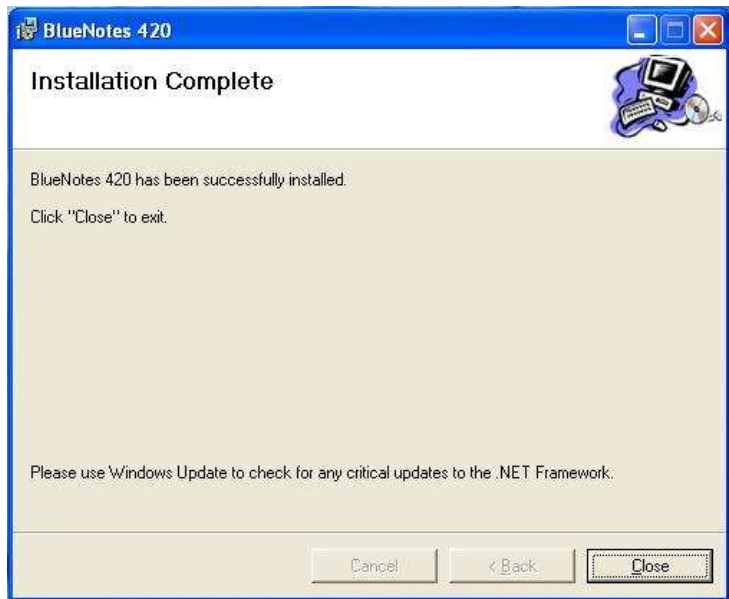 BlueNotes 420
Installation Complete
BlueNotes 420 has been successfully installed.
Click "Close" to exit.
Please use Windows Update to check for any critical updates to the .NET Framework.
Cancel
< Back
Close